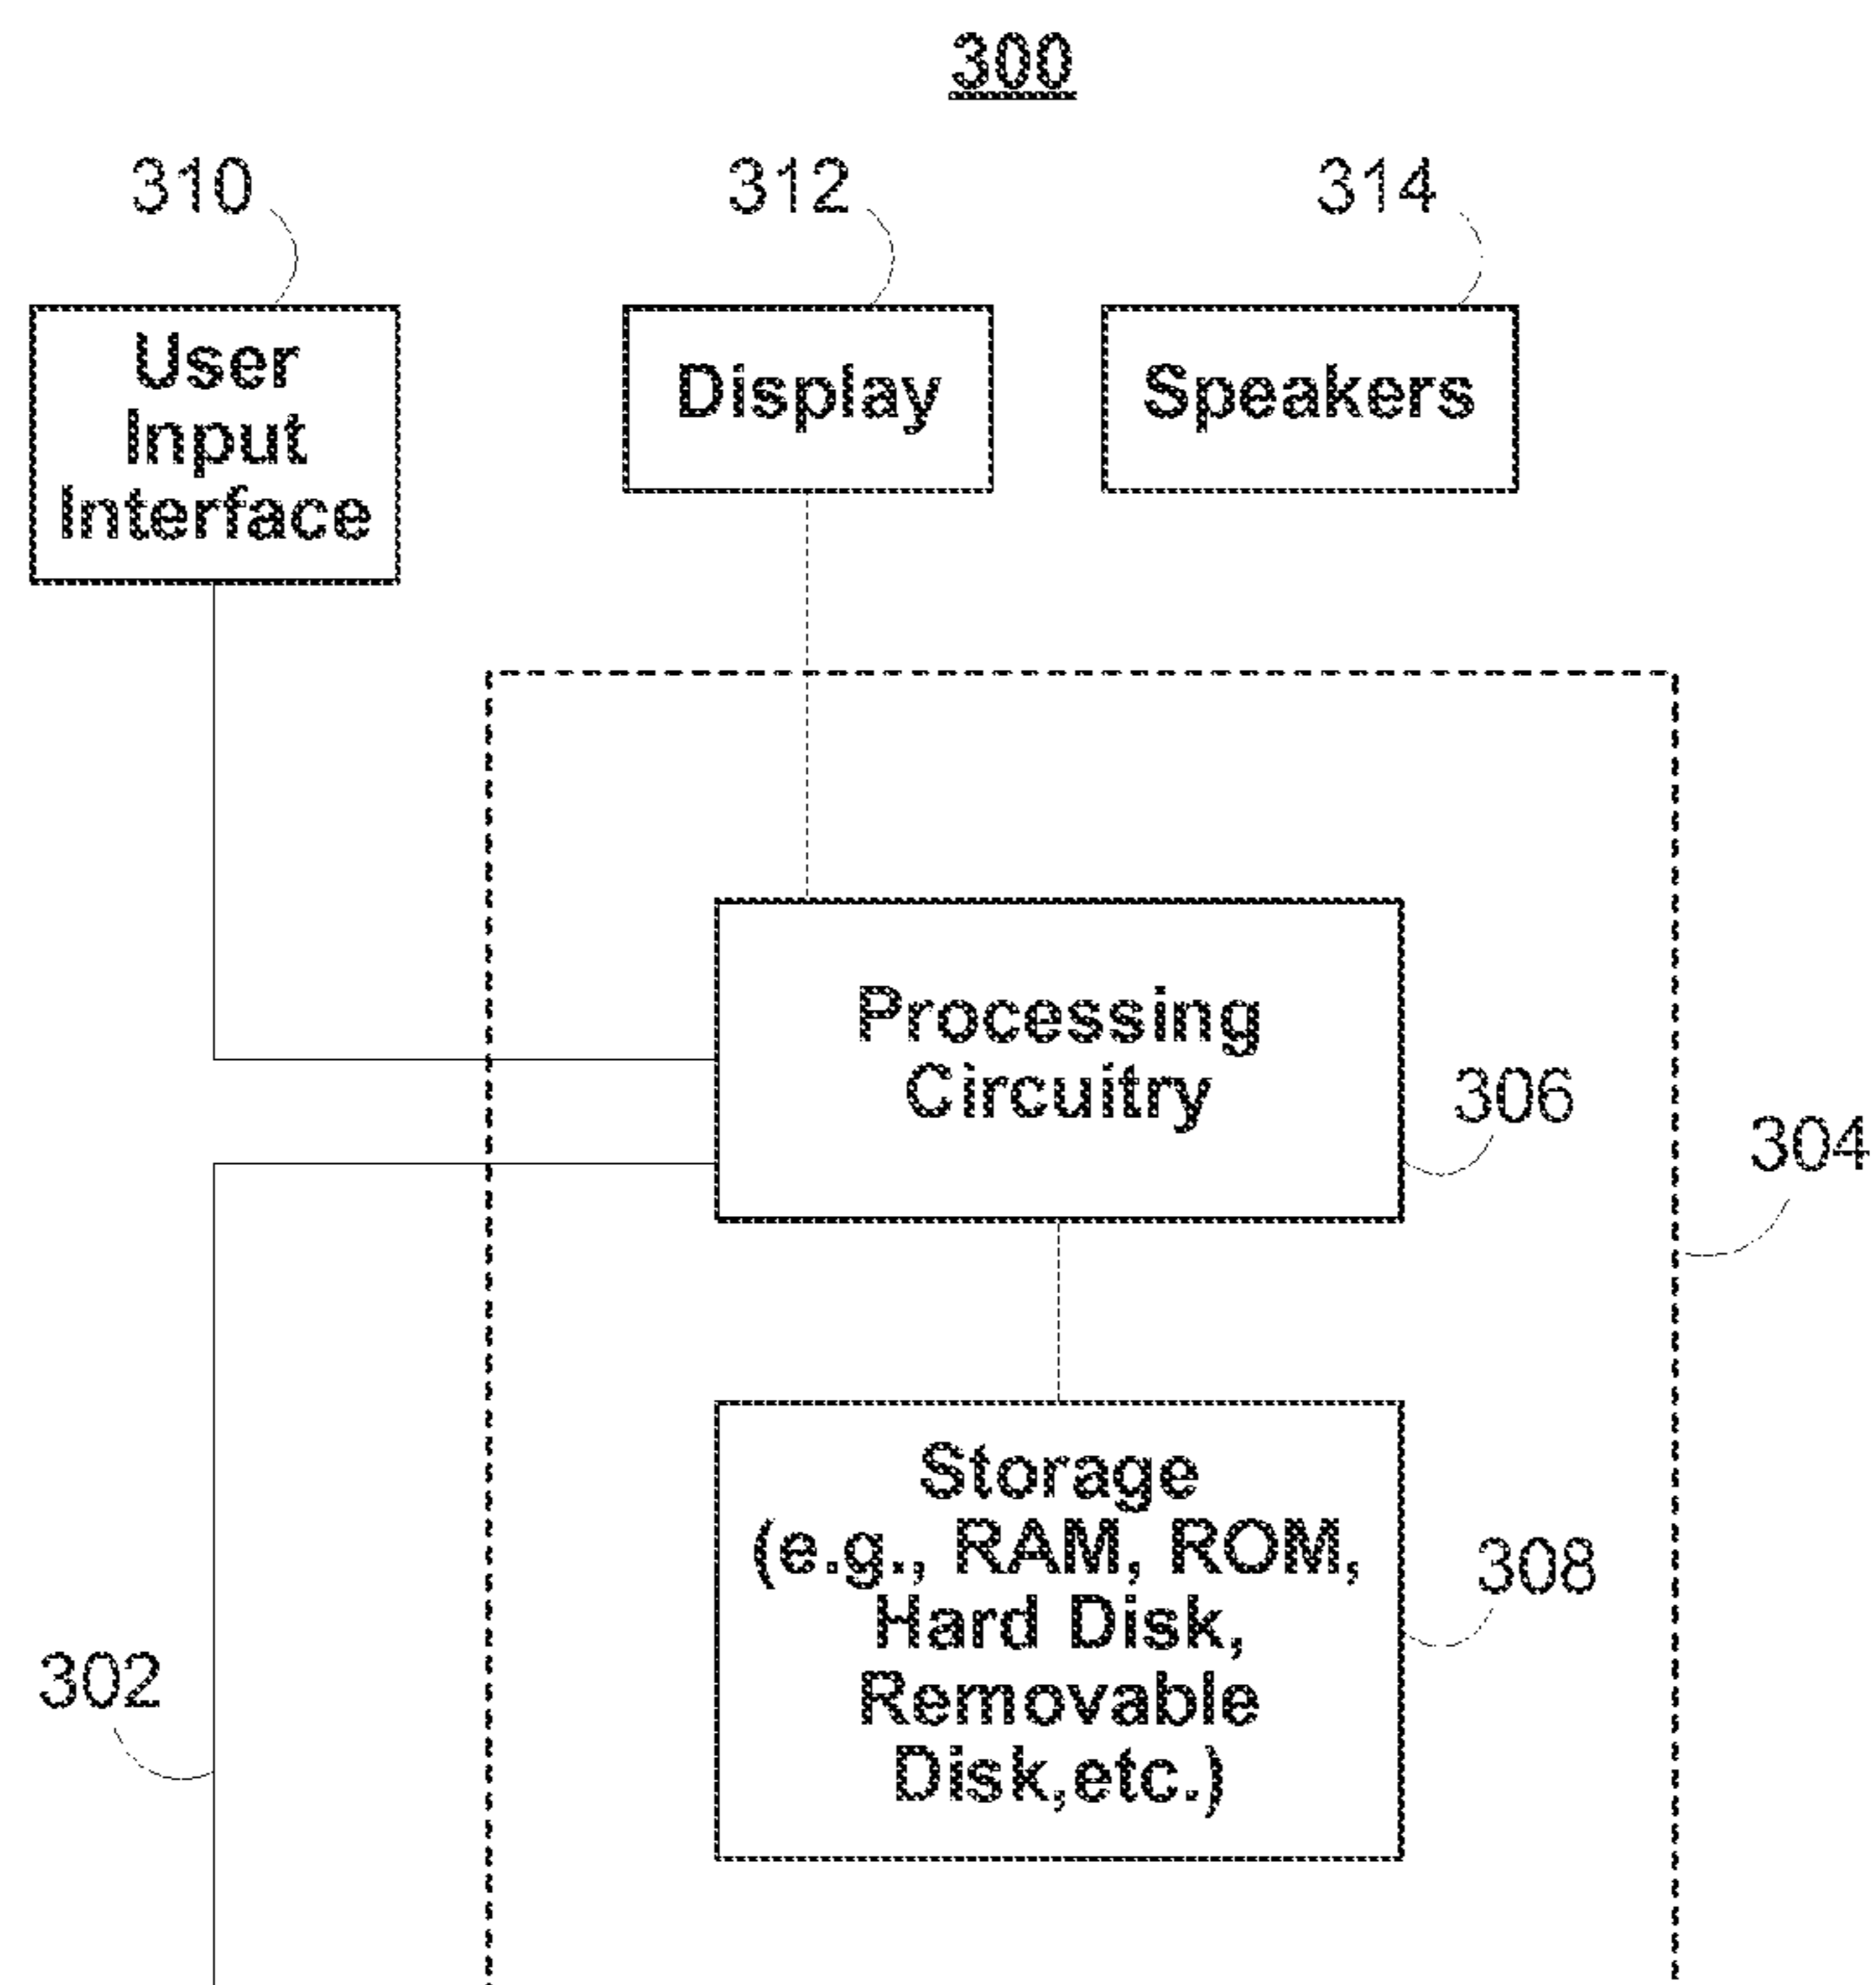 300
310
312
314
User
Input
Interface
Display
Speakers
Processing
Circuitry
306
304
Storage
(e.g., RAM, ROM,
Hard Disk,
Removable
Disk,etc.)
308
302